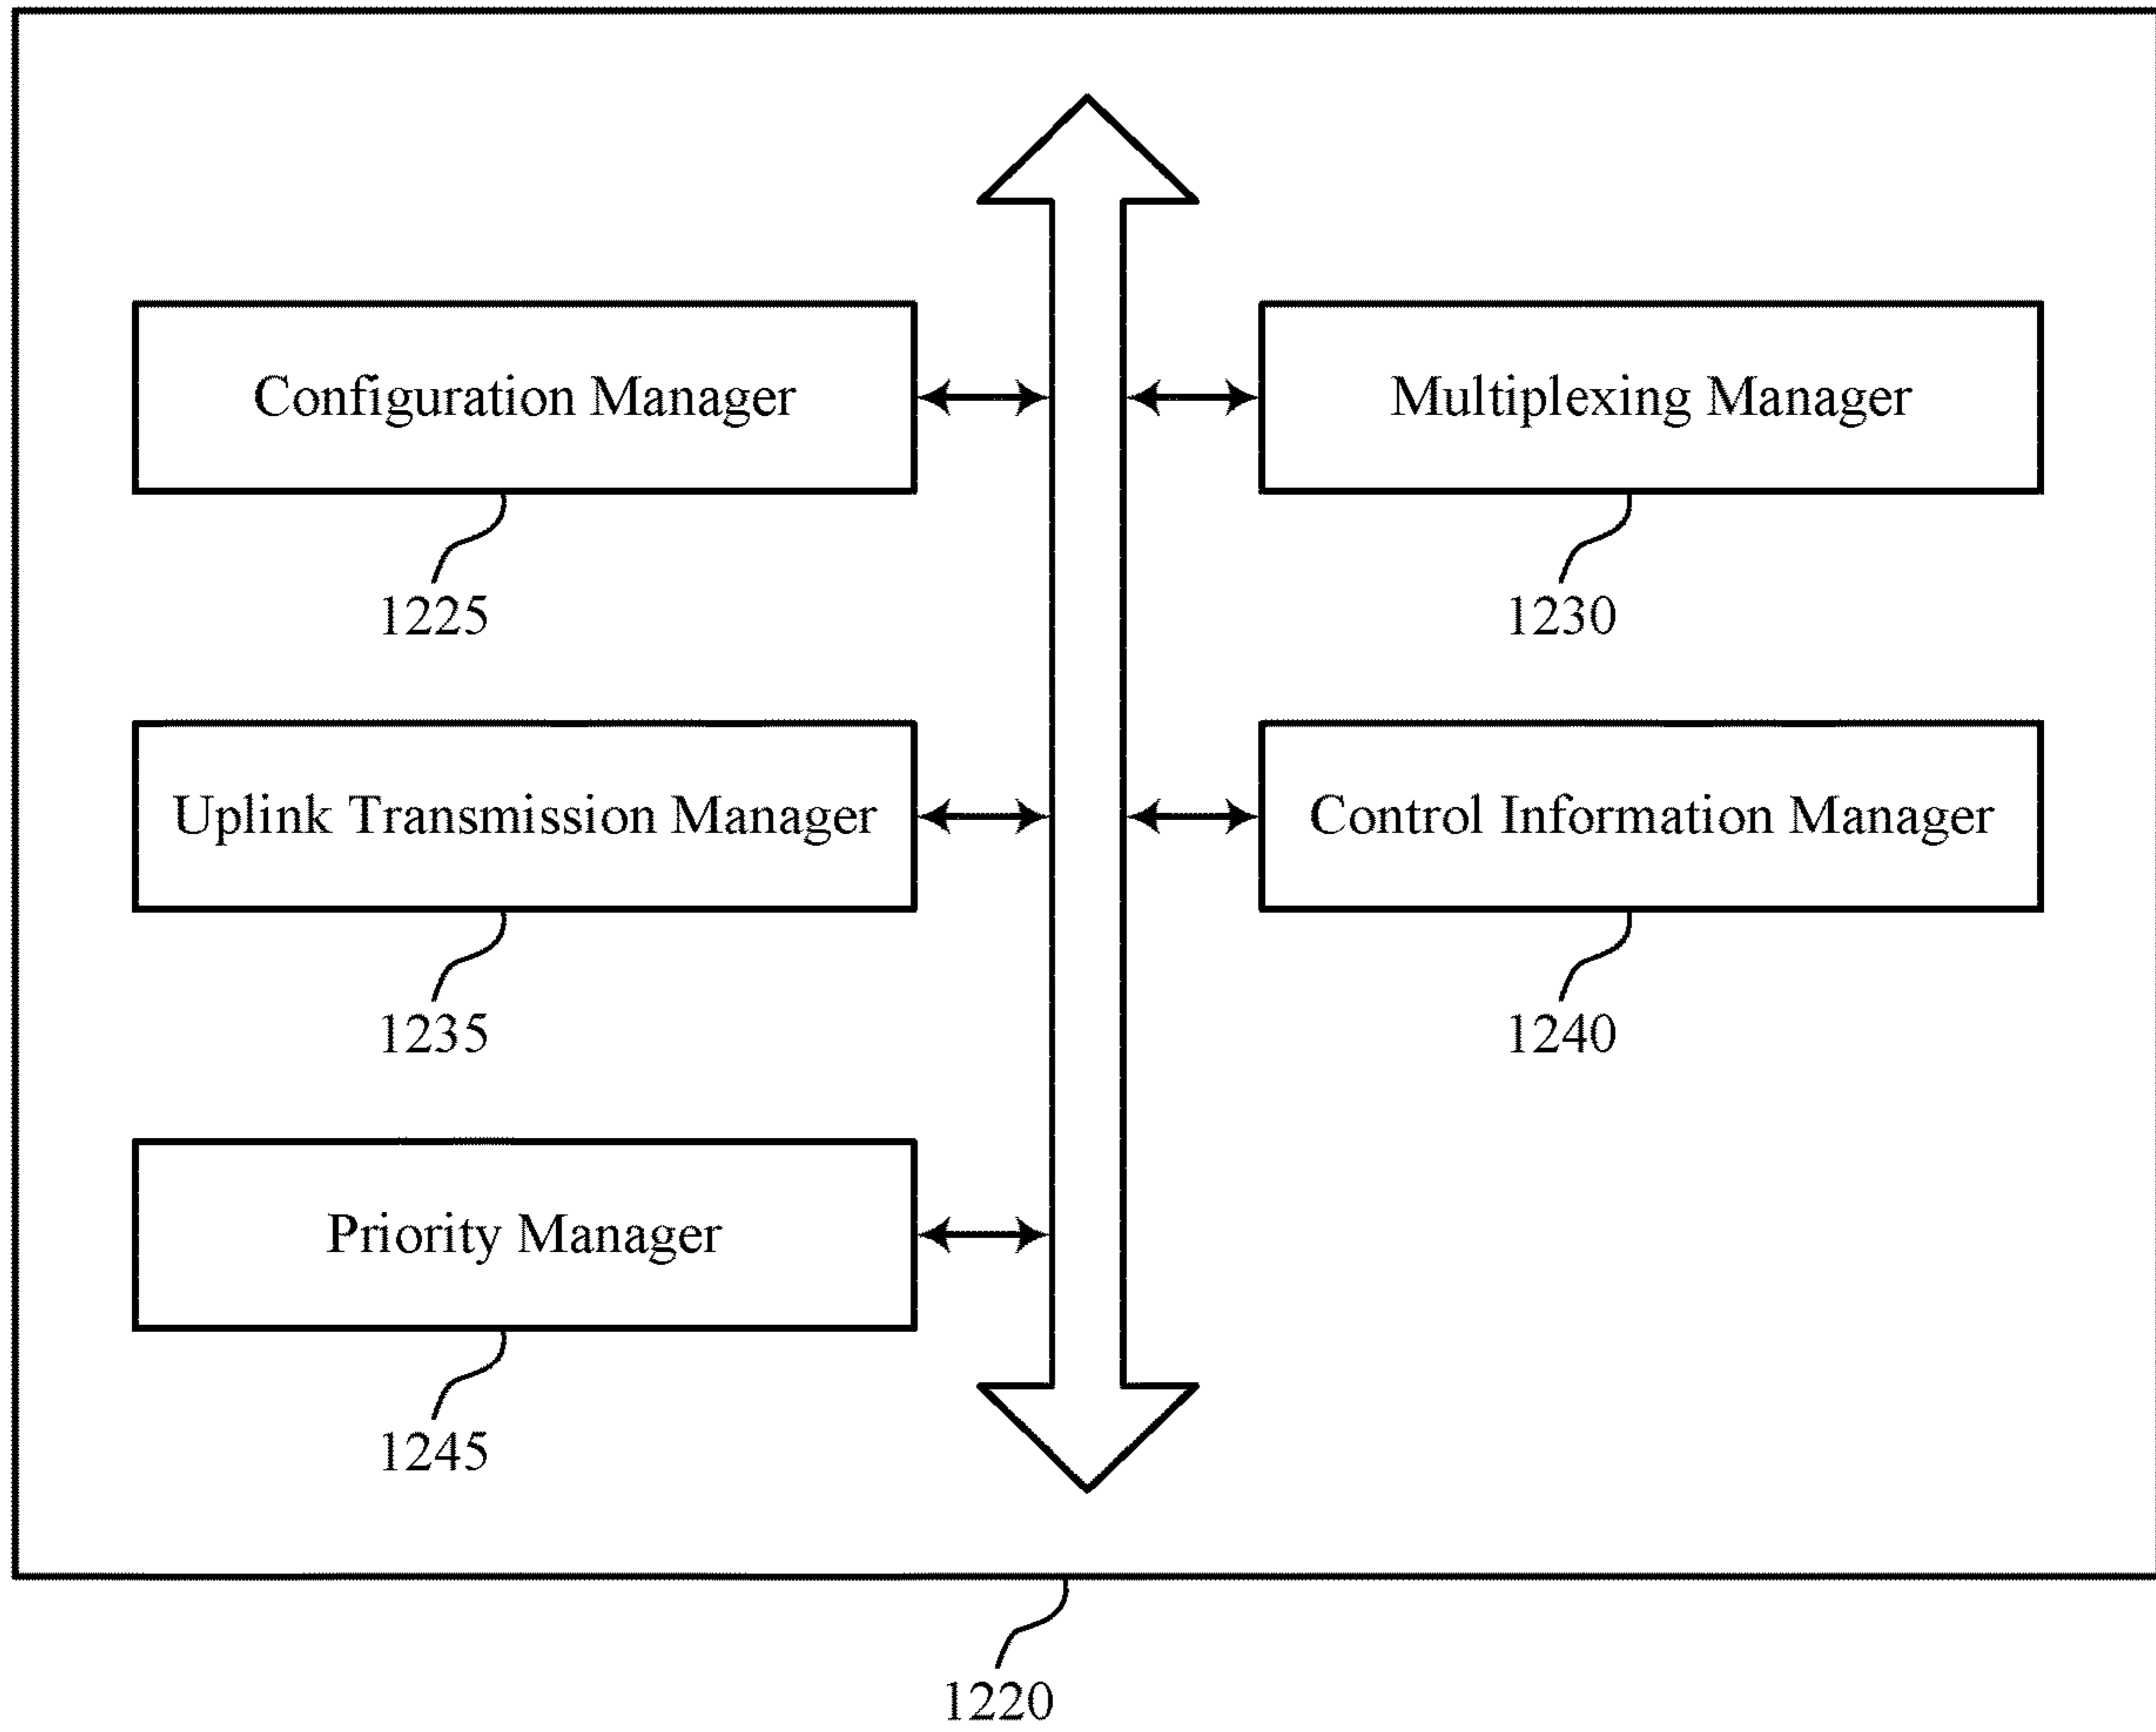 Configuration Manager
Multiplexing Manager
1225
1230
Uplink Transmission Manager
Control Information Manager
1235
1240
Priority Manager
1245
1220